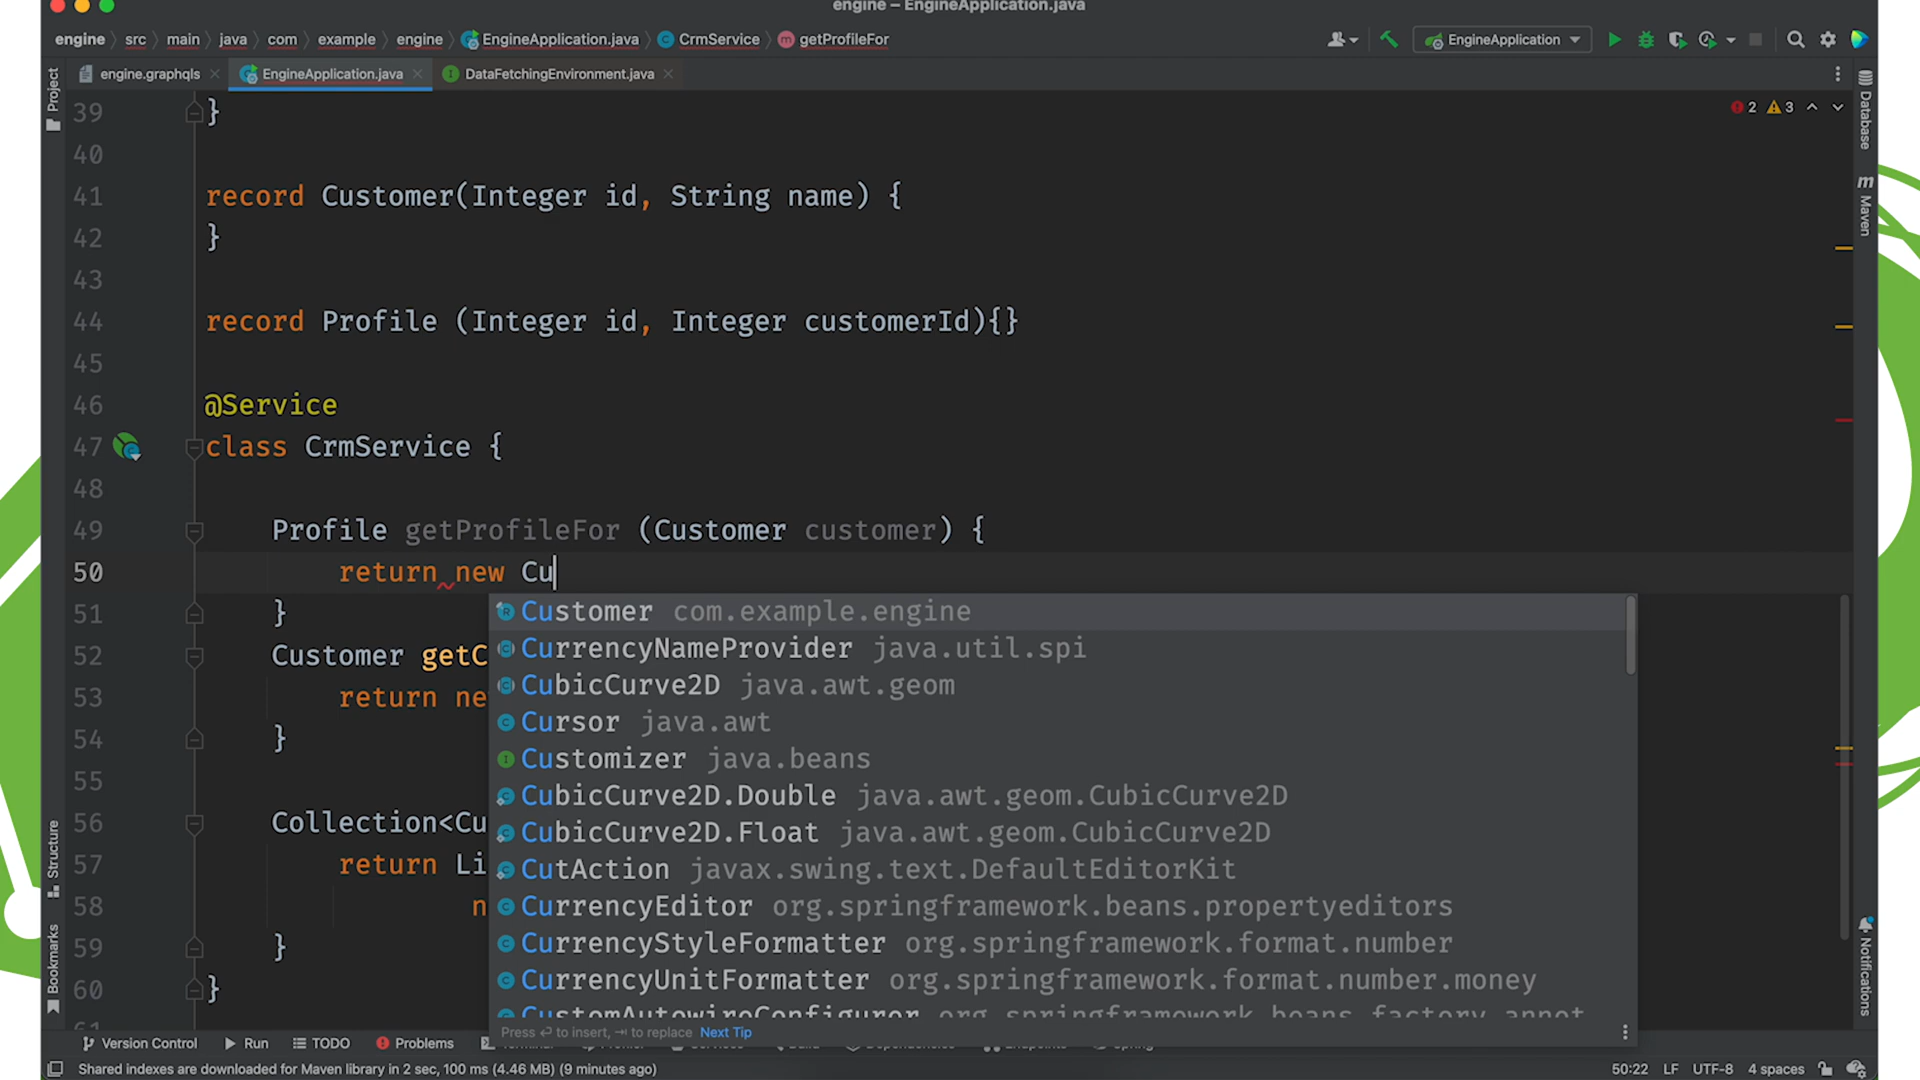 engine – EngineApplication.java
engine src main java com example engine EngineApplication.java CrmService getProfileFor EngineApplication
engine.graphqls EngineApplication.java DataFetchingEnvironment.java
Project
Database
Maven
2 3
39 }
40
41 record Customer(Integer id, String name) {
42 }
43
44 record Profile (Integer id, Integer customerId){}
45
46 @Service
47 class CrmService {
48
49 Profile getProfileFor (Customer customer) {
50 return new Cu
51 }
52 Customer getC
53 return ne
54 }
55
56 Collection<Cu
57 return Li
58 n
59 }
60 }
61
Customer com.example.engine
CurrencyNameProvider java.util.spi
CubicCurve2D java.awt.geom
Cursor java.awt
Customizer java.beans
CubicCurve2D.Double java.awt.geom.CubicCurve2D
CubicCurve2D.Float java.awt.geom.CubicCurve2D
CutAction javax.swing.text.DefaultEditorKit
CurrencyEditor org.springframework.beans.propertyeditors
CurrencyStyleFormatter org.springframework.format.number
CurrencyUnitFormatter org.springframework.format.number.money
CustomAutowireConfigurer org.springframework.beans.factory.annot
Press ↵ to insert, ⇥ to replace Next Tip
Structure
Bookmarks
Notifications
Version Control Run TODO Problems
Shared indexes are downloaded for Maven library in 2 sec, 100 ms (4.46 MB) (9 minutes ago) 50:22 LF UTF-8 4 spaces